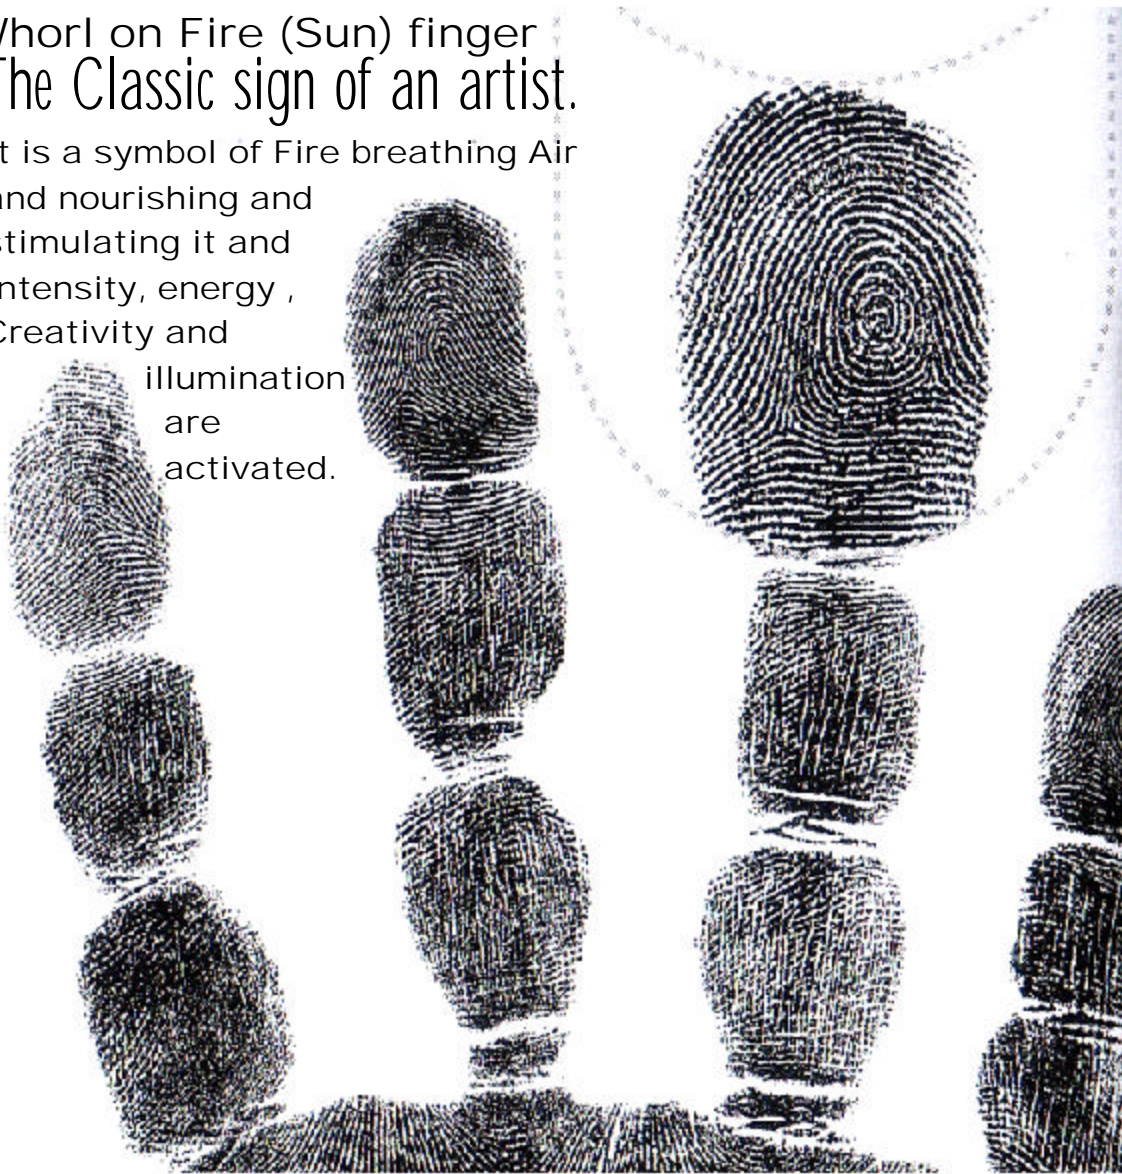 Whorl on Fire (Sun) finger
The Classic sign of an artist.
It is a symbol of Fire breathing Air
and nourishing and
stimulating it and
intensity, energy ,
Creativity and
illumination
are
activated.